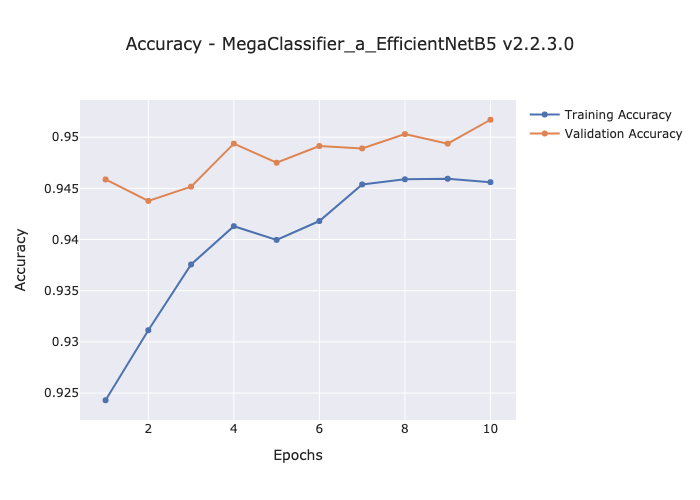 Accuracy - MegaClassifier_a_EfficientNetB5 v2.2.3.0
Training Accuracy
Validation Accuracy
0.95
0.945
0.94
0.935
0.93
0.925
Accuracy
2 4 6 8 10
Epochs